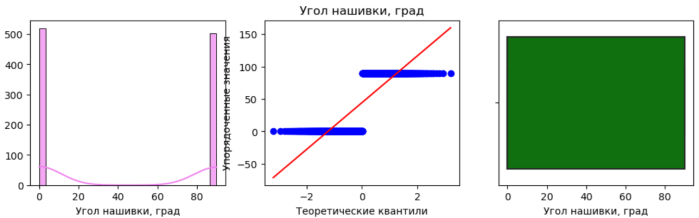 Угол нашивки, град
500
400
300
200
100
0
0 20 40 60 80
Угол нашивки, град
Упорядоченные значения
150
100
50
0
−50
−2 0 2
Теоретические квантили
0 20 40 60 80
Угол нашивки, град